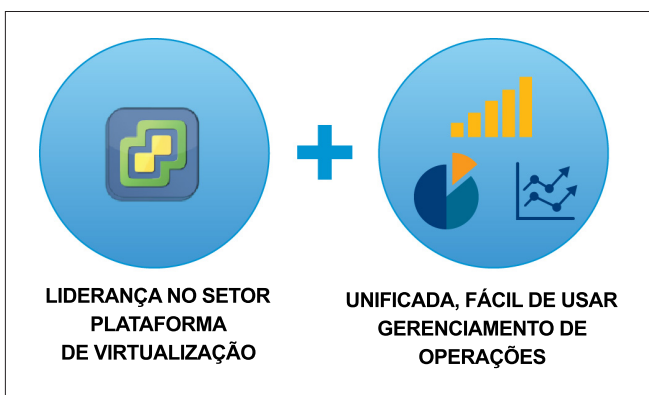 LIDERANÇA NO SETOR
PLATAFORMA
DE VIRTUALIZAÇÃO
UNIFICADA, FÁCIL DE USAR
GERENCIAMENTO DE
OPERAÇÕES